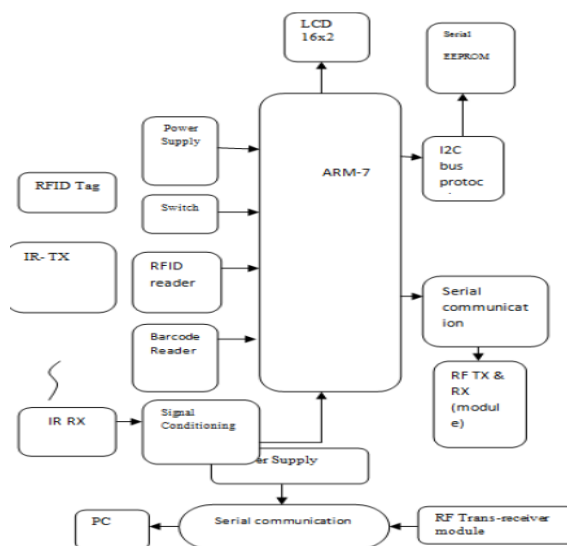 LCD
16x2
Serial
EEPROM
Power
Supply
ARM-7
I2C
bus
RFID Tag
Switch
IR- TX
RFID
reader
Serial
communicat
ion
Barcode
Reader
RF TX &
RX
(modul
e)
IR RX
Signal
Conditioning
er Supply
PC
Serial communication
RF Trans-receiver
module